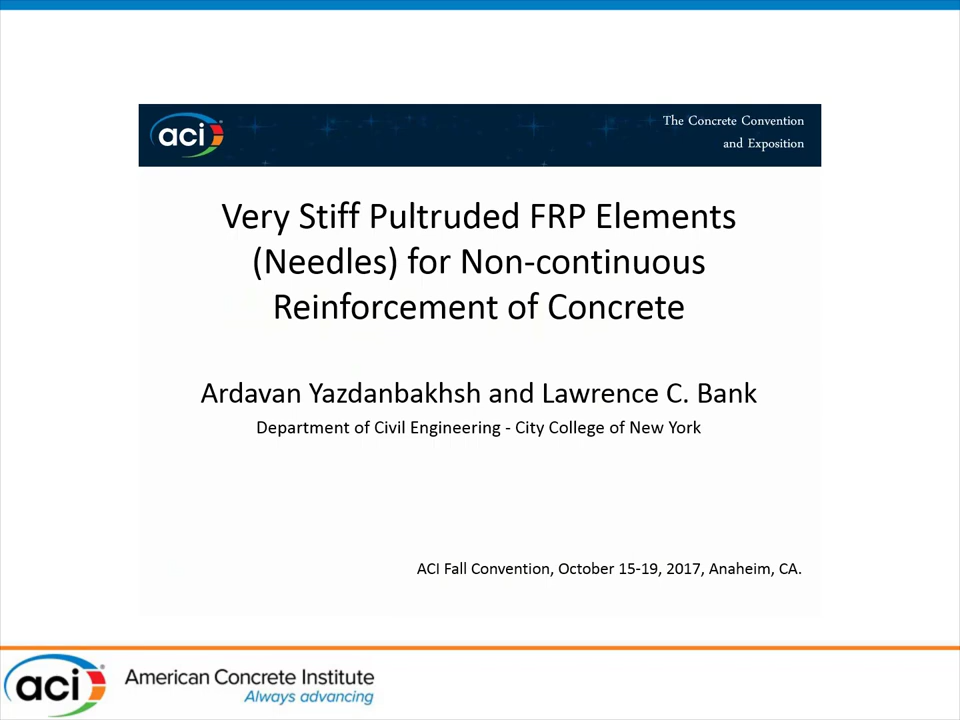 aci
The Concrete Convention
and Exposition
Very Stiff Pultruded FRP Elements
(Needles) for Non-continuous
Reinforcement of Concrete
Ardavan Yazdanbakhsh and Lawrence C. Bank
Department of Civil Engineering - City College of New York
ACI Fall Convention, October 15-19, 2017, Anaheim, CA.
aci
American Concrete Institute
Always advancing